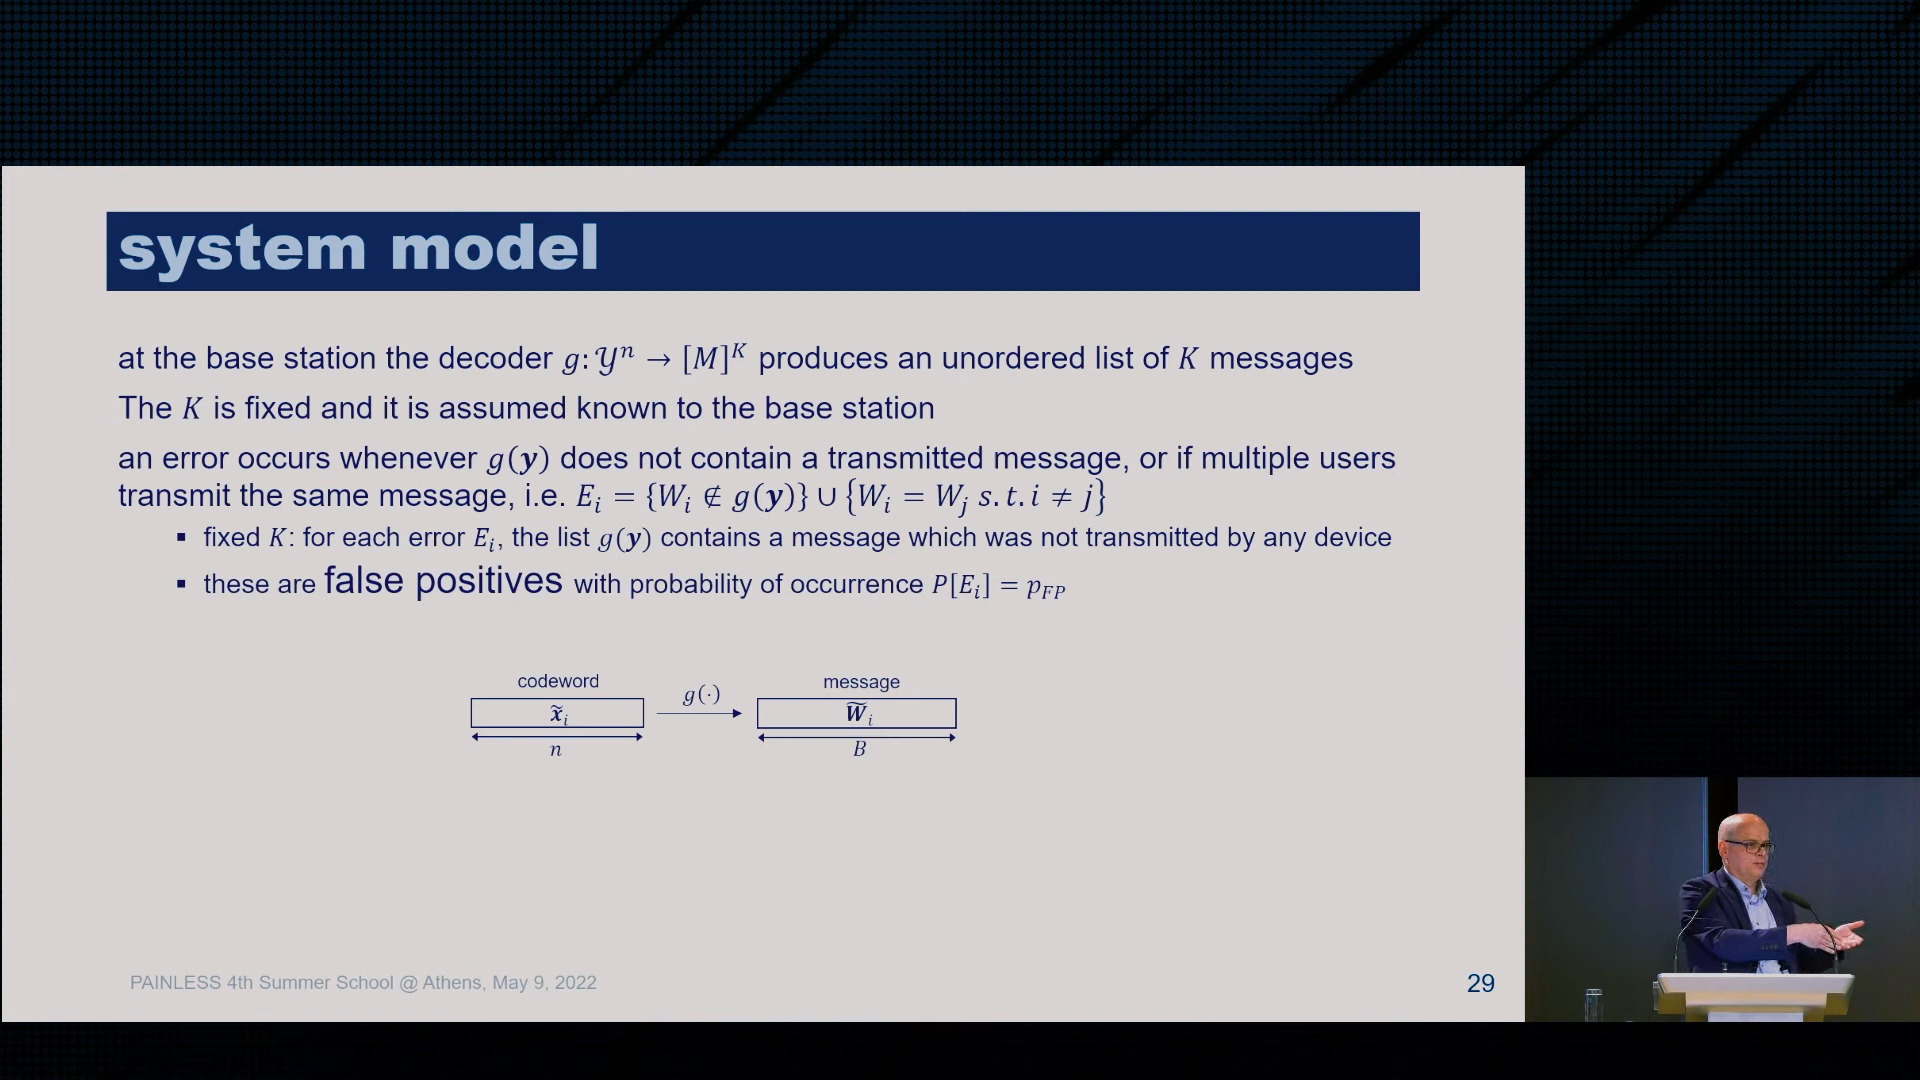 system model
at the base station the decoder g: 𝒴ⁿ → [M]ᴷ produces an unordered list of K messages
The K is fixed and it is assumed known to the base station
an error occurs whenever g(y) does not contain a transmitted message, or if multiple users
transmit the same message, i.e. Eᵢ = {Wᵢ ∉ g(y)} ∪ {Wᵢ = Wⱼ s.t. i ≠ j}
▪ fixed K: for each error Eᵢ, the list g(y) contains a message which was not transmitted by any device
▪ these are false positives with probability of occurrence P[Eᵢ] = p_FP
codeword
g(·)
message
x̃ᵢ
W̃ᵢ
n
B
PAINLESS 4th Summer School @ Athens, May 9, 2022
29